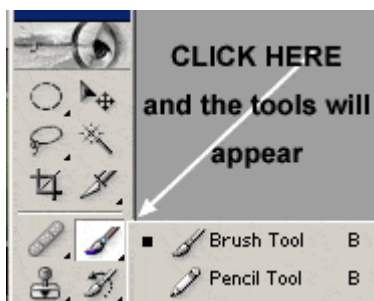 CLICK HERE
and the tools will
appear
Brush Tool B
Pencil Tool B